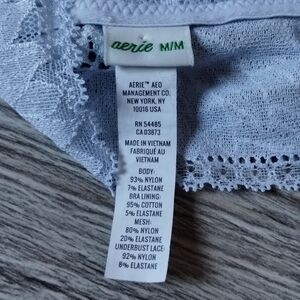 aerie M/M
AERIE™ AEO
MANAGEMENT CO.
NEW YORK, NY
10016 USA
RN 54485
CA 03873
MADE IN VIETNAM
FABRIQUÉ AU
VIETNAM
BODY:
93% NYLON
7% ELASTANE
BRA LINING:
95% COTTON
5% ELASTANE
MESH:
80% NYLON
20% ELASTANE
UNDERBUST LACE:
92% NYLON
8% ELASTANE